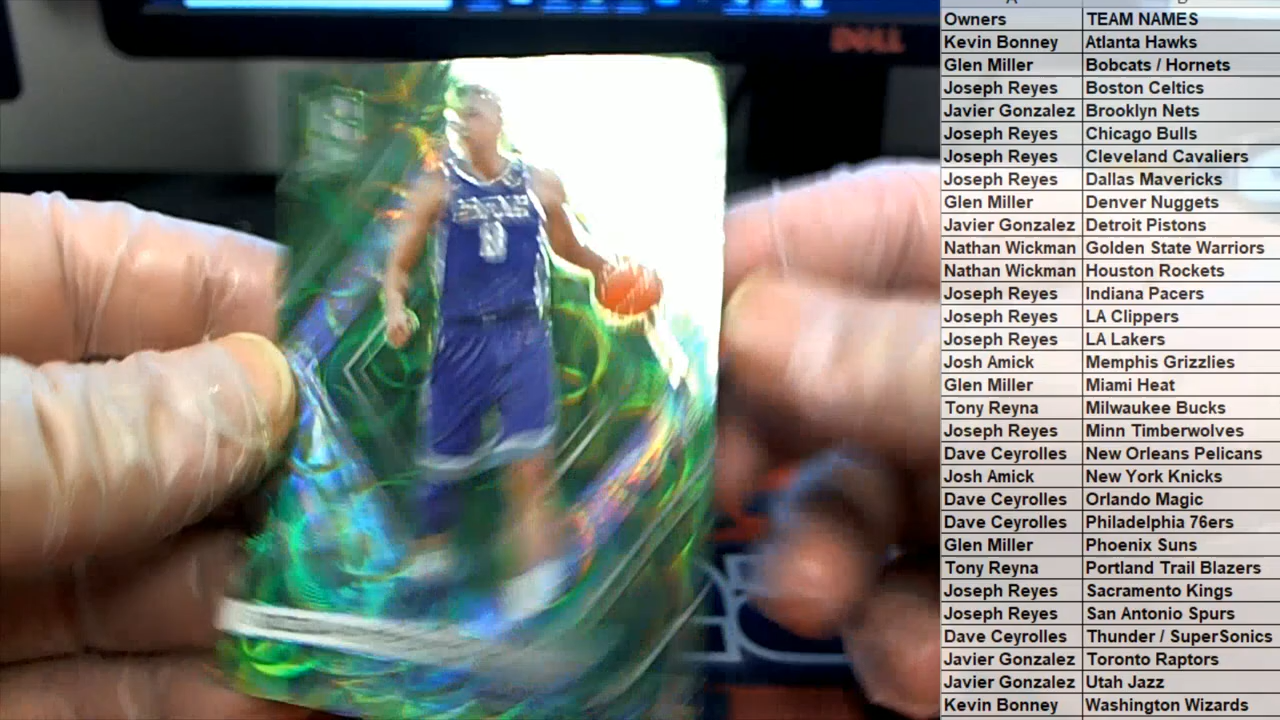 DELL
Owners TEAM NAMES
Kevin Bonney Atlanta Hawks
Glen Miller Bobcats / Hornets
Joseph Reyes Boston Celtics
Javier Gonzalez Brooklyn Nets
Joseph Reyes Chicago Bulls
Joseph Reyes Cleveland Cavaliers
Joseph Reyes Dallas Mavericks
Glen Miller Denver Nuggets
Javier Gonzalez Detroit Pistons
Nathan Wickman Golden State Warriors
Nathan Wickman Houston Rockets
Joseph Reyes Indiana Pacers
Joseph Reyes LA Clippers
Joseph Reyes LA Lakers
Josh Amick Memphis Grizzlies
Glen Miller Miami Heat
Tony Reyna Milwaukee Bucks
Joseph Reyes Minn Timberwolves
Dave Ceyrolles New Orleans Pelicans
Josh Amick New York Knicks
Dave Ceyrolles Orlando Magic
Dave Ceyrolles Philadelphia 76ers
Glen Miller Phoenix Suns
Tony Reyna Portland Trail Blazers
Joseph Reyes Sacramento Kings
Joseph Reyes San Antonio Spurs
Dave Ceyrolles Thunder / SuperSonics
Javier Gonzalez Toronto Raptors
Javier Gonzalez Utah Jazz
Kevin Bonney Washington Wizards